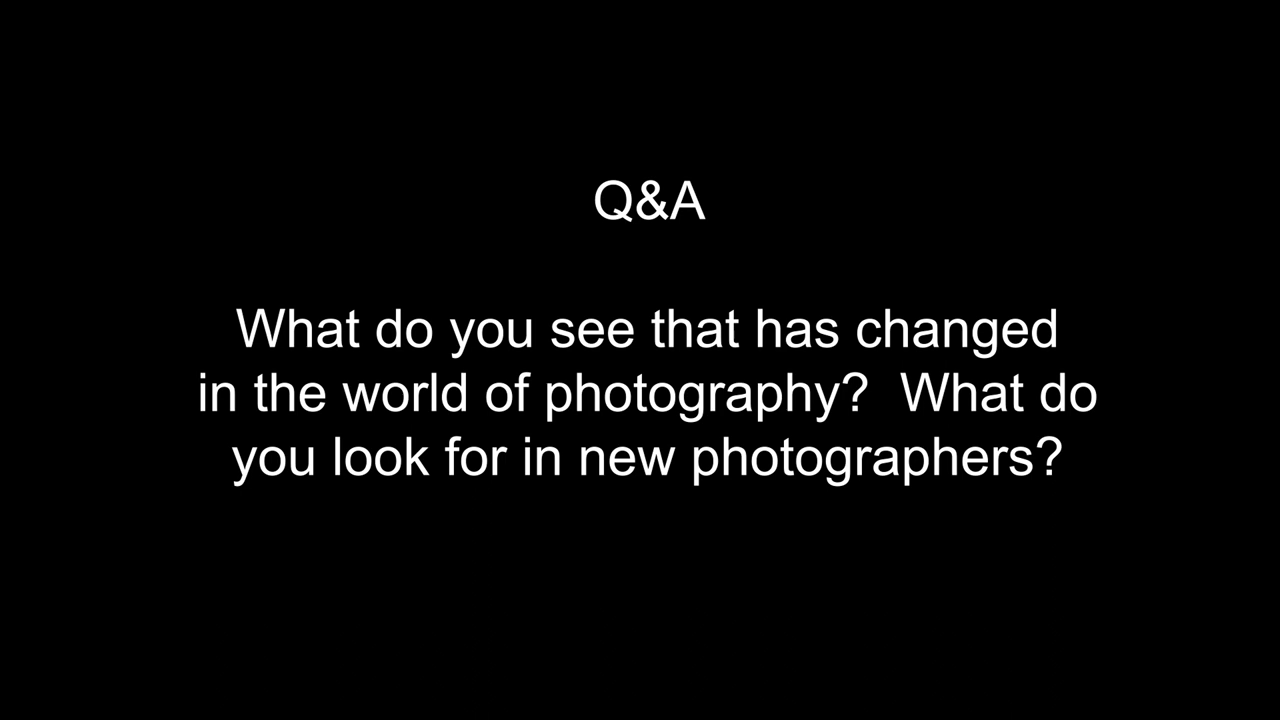 Q&A
What do you see that has changed
in the world of photography?  What do
you look for in new photographers?